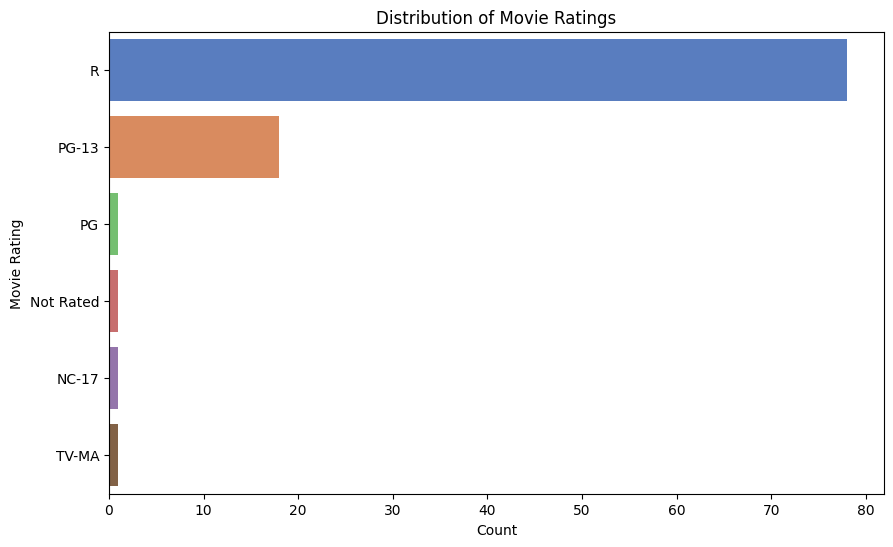 Distribution of Movie Ratings
Movie Rating
R
PG-13
PG
Not Rated
NC-17
TV-MA
0 10 20 30 40 50 60 70 80
Count